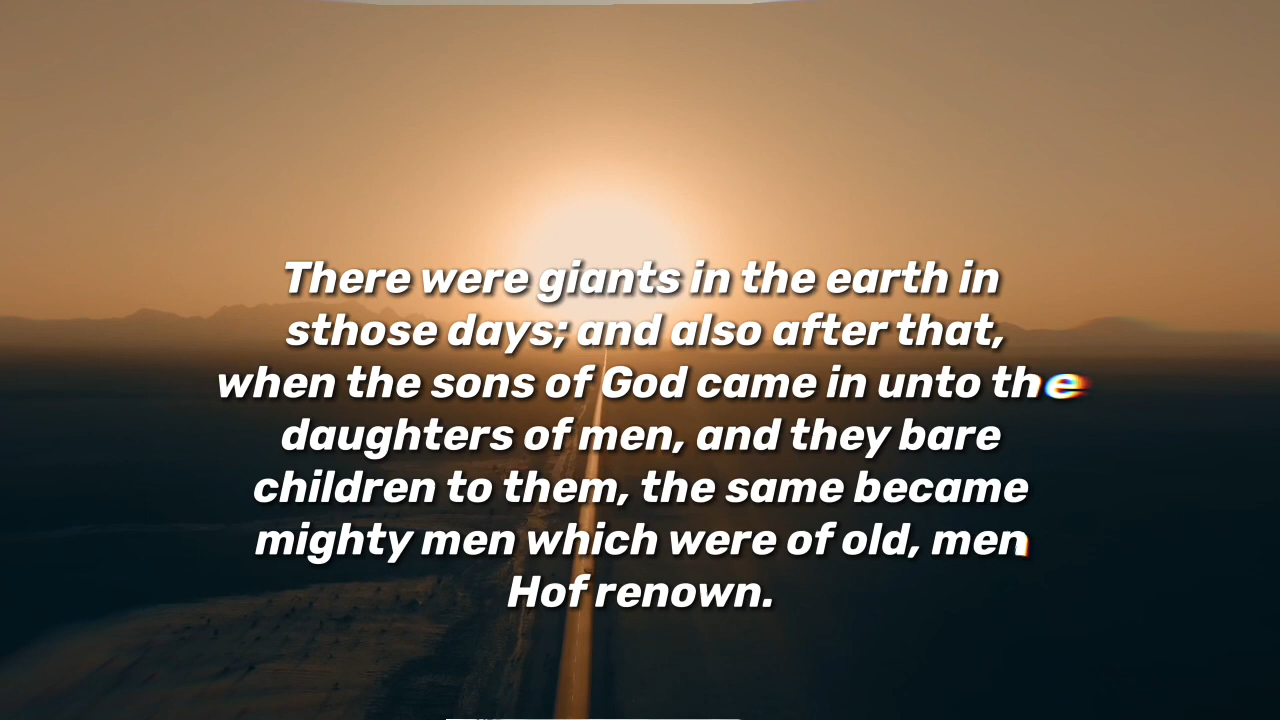 There were giants in the earth in
sthose days; and also after that,
when the sons of God came in unto the
daughters of men, and they bare
children to them, the same became
mighty men which were of old, men
Hof renown.